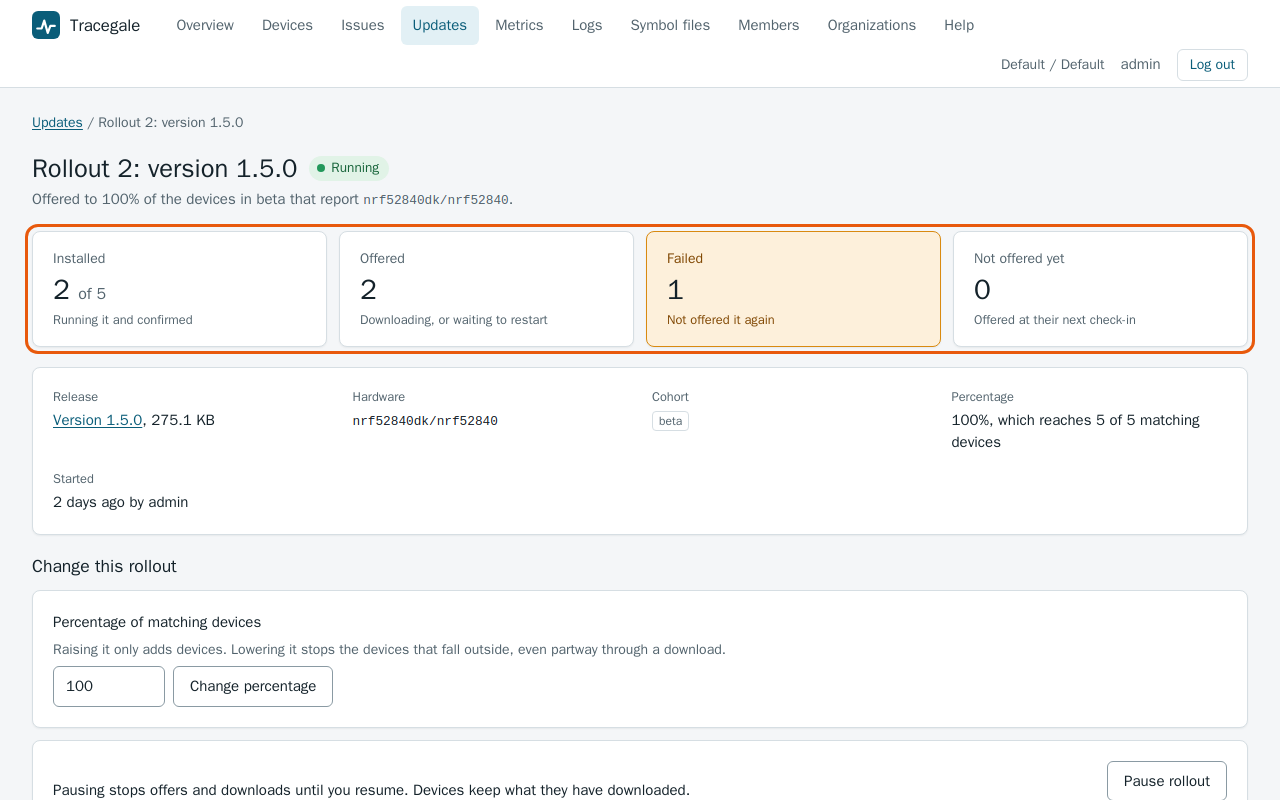 Tracegale
Overview
Devices
Issues
Updates
Metrics
Logs
Symbol files
Members
Organizations
Help
Default / Default
admin
Log out
Updates / Rollout 2: version 1.5.0
Rollout 2: version 1.5.0
Running
Offered to 100% of the devices in beta that report nrf52840dk/nrf52840.
Installed
2 of 5
Running it and confirmed
Offered
2
Downloading, or waiting to restart
Failed
1
Not offered it again
Not offered yet
0
Offered at their next check-in
Release
Version 1.5.0, 275.1 KB
Hardware
nrf52840dk/nrf52840
Cohort
beta
Percentage
100%, which reaches 5 of 5 matching
devices
Started
2 days ago by admin
Change this rollout
Percentage of matching devices
Raising it only adds devices. Lowering it stops the devices that fall outside, even partway through a download.
100
Change percentage
Pausing stops offers and downloads until you resume. Devices keep what they have downloaded.
Pause rollout